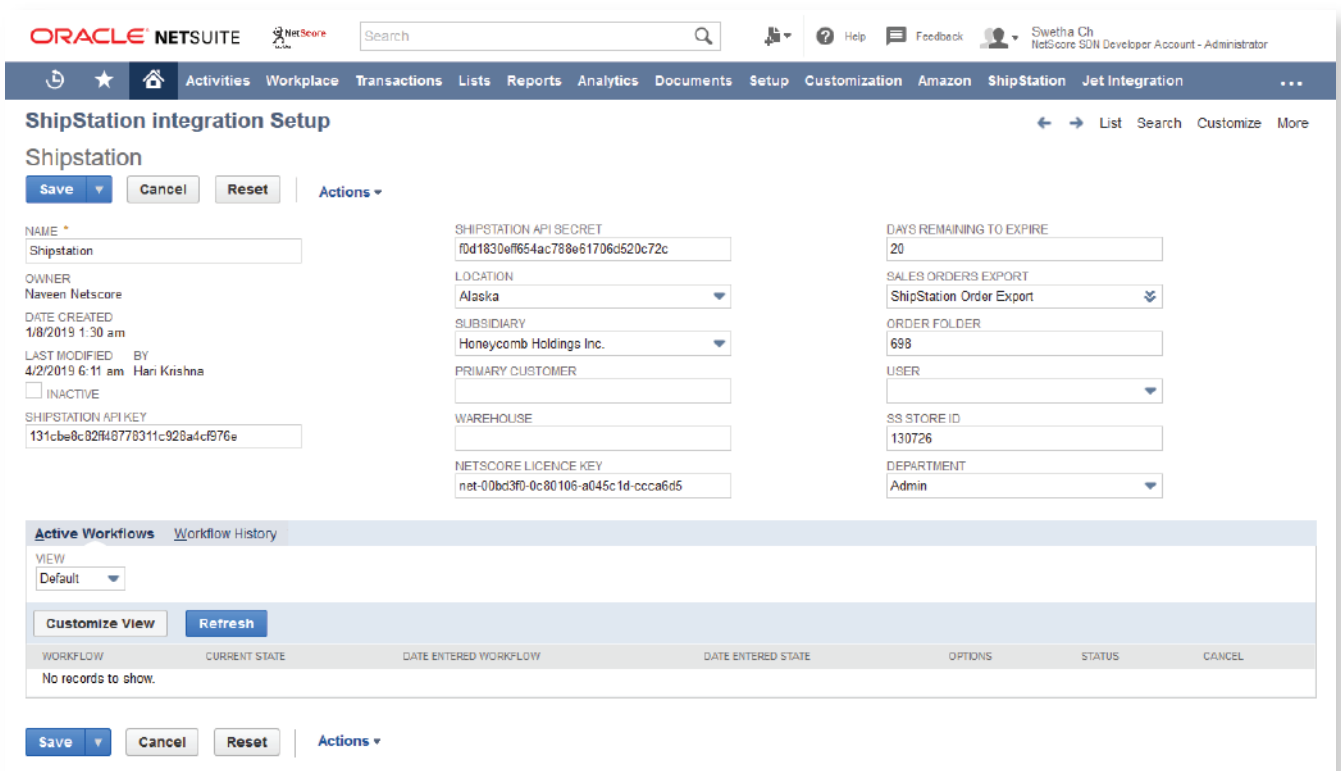 ORACLE NETSUITE NetScore Search Help Feedback Swetha Ch
NetScore SDN Developer Account - Administrator
Activities Workplace Transactions Lists Reports Analytics Documents Setup Customization Amazon ShipStation Jet Integration ...
ShipStation integration Setup
List Search Customize More
Shipstation
Save Cancel Reset Actions
NAME *
Shipstation
OWNER
Naveen Netscore
DATE CREATED
1/8/2019 1:30 am
LAST MODIFIED BY
4/2/2019 6:11 am Hari Krishna
INACTIVE
SHIPSTATION API KEY
131cbe8c82ff48778311c928a4cf976e
SHIPSTATION API SECRET
f0d1830eff654ac788e61706d520c72c
LOCATION
Alaska
SUBSIDIARY
Honeycomb Holdings Inc.
PRIMARY CUSTOMER
WAREHOUSE
NETSCORE LICENCE KEY
net-00bd3f0-0c80106-a045c1d-ccca6d5
DAYS REMAINING TO EXPIRE
20
SALES ORDERS EXPORT
ShipStation Order Export
ORDER FOLDER
698
USER
SS STORE ID
130726
DEPARTMENT
Admin
Active Workflows Workflow History
VIEW
Default
Customize View Refresh
WORKFLOW CURRENT STATE DATE ENTERED WORKFLOW DATE ENTERED STATE OPTIONS STATUS CANCEL
No records to show.
Save Cancel Reset Actions